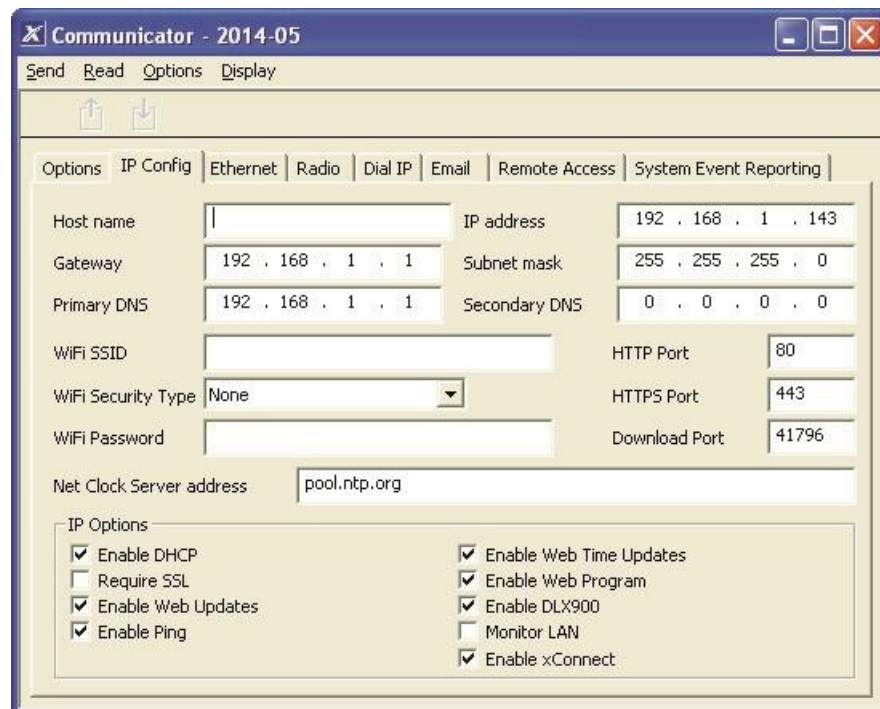 Communicator - 2014-05
Send Read Options Display
Options IP Config Ethernet Radio Dial IP Email Remote Access System Event Reporting
Host name IP address 192 . 168 . 1 . 143
Gateway 192 . 168 . 1 . 1 Subnet mask 255 . 255 . 255 . 0
Primary DNS 192 . 168 . 1 . 1 Secondary DNS 0 . 0 . 0 . 0
WiFi SSID HTTP Port 80
WiFi Security Type None HTTPS Port 443
WiFi Password Download Port 41796
Net Clock Server address pool.ntp.org
IP Options
Enable DHCP Enable Web Time Updates
Require SSL Enable Web Program
Enable Web Updates Enable DLX900
Enable Ping Monitor LAN
Enable xConnect